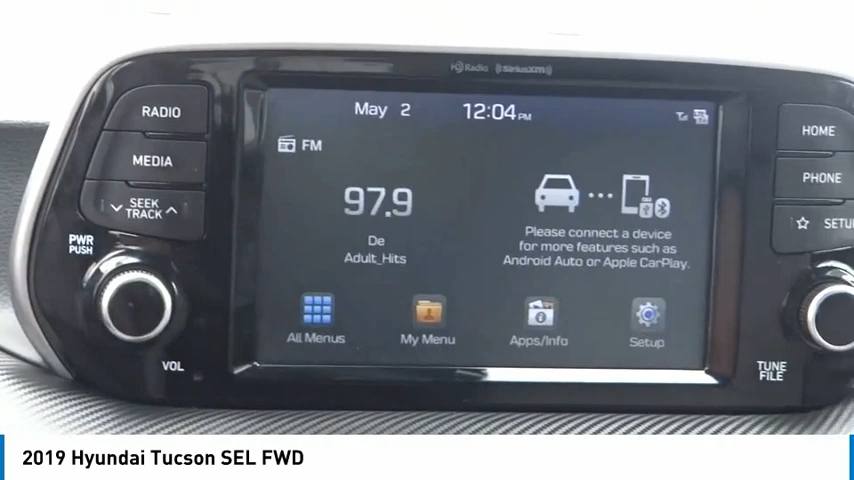 HD Radio SiriusXM
RADIO
MEDIA
SEEK
TRACK
PWR
PUSH
VOL
May 2 12:04 PM
FM
97.9
De
Adult_Hits
Please connect a device
for more features such as
Android Auto or Apple CarPlay.
All Menus
My Menu
Apps/Info
Setup
HOME
PHONE
SETU
TUNE
FILE
2019 Hyundai Tucson SEL FWD